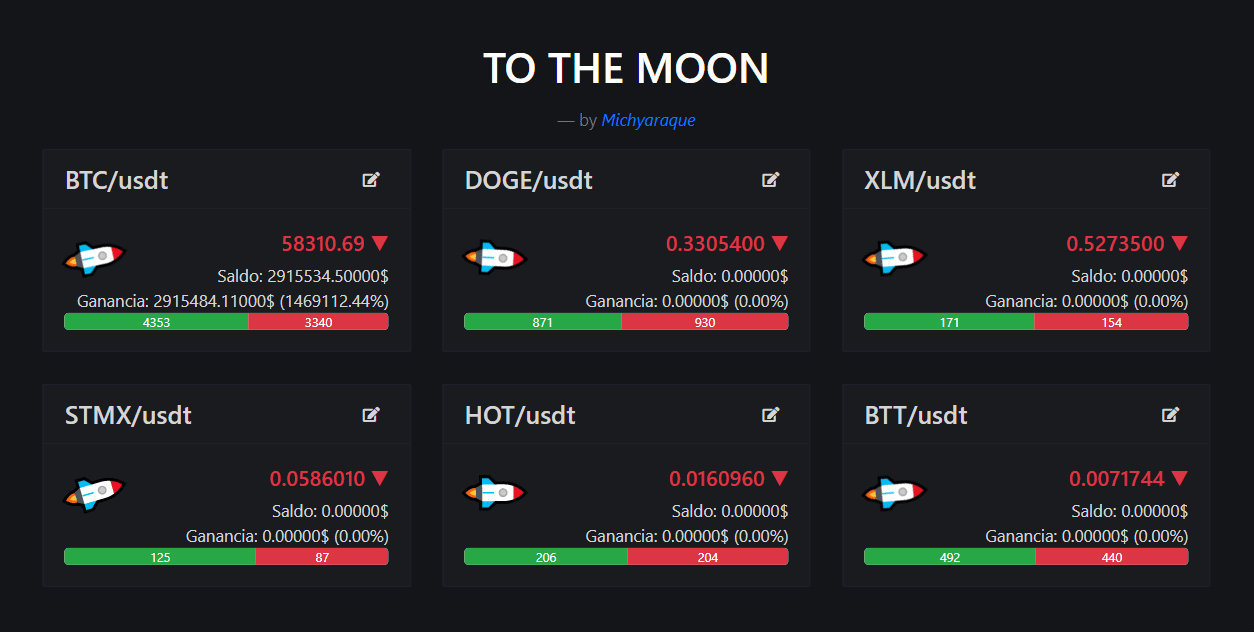 TO THE MOON
— by Michyaraque
BTC/usdt
58310.69 ▼
Saldo: 2915534.50000$
Ganancia: 2915484.11000$ (1469112.44%)
4353 3340
DOGE/usdt
0.3305400 ▼
Saldo: 0.00000$
Ganancia: 0.00000$ (0.00%)
871 930
XLM/usdt
0.5273500 ▼
Saldo: 0.00000$
Ganancia: 0.00000$ (0.00%)
171 154
STMX/usdt
0.0586010 ▼
Saldo: 0.00000$
Ganancia: 0.00000$ (0.00%)
125 87
HOT/usdt
0.0160960 ▼
Saldo: 0.00000$
Ganancia: 0.00000$ (0.00%)
206 204
BTT/usdt
0.0071744 ▼
Saldo: 0.00000$
Ganancia: 0.00000$ (0.00%)
492 440